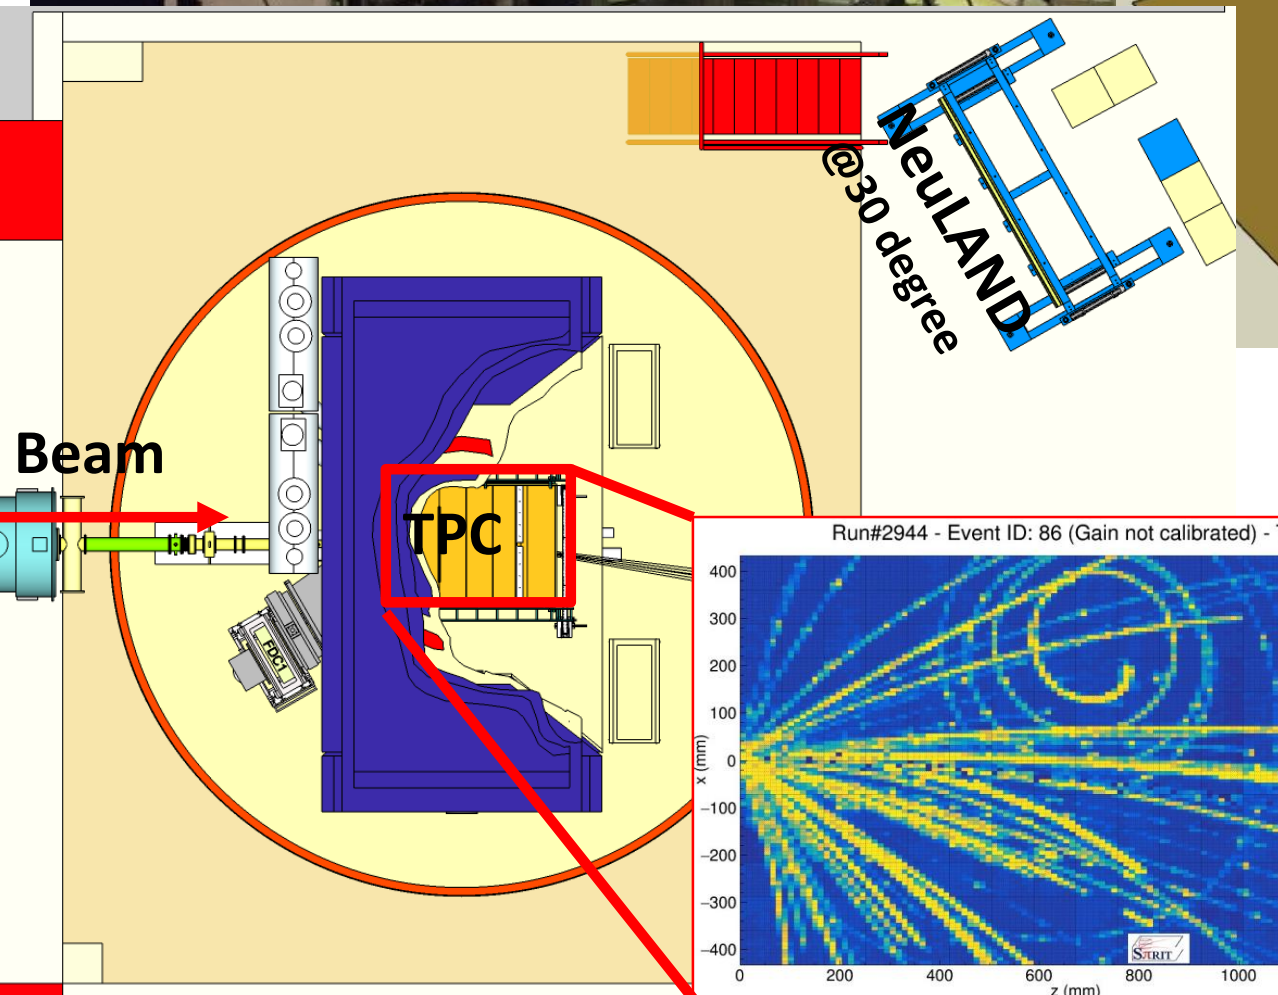 NeuLAND
@30 degree
Beam
TPC
FDC1
Run#2944 - Event ID: 86 (Gain not calibrated) -
400
300
200
100
0
−100
−200
−300
−400
x (mm)
0 200 400 600 800 1000
z (mm)
SπRIT